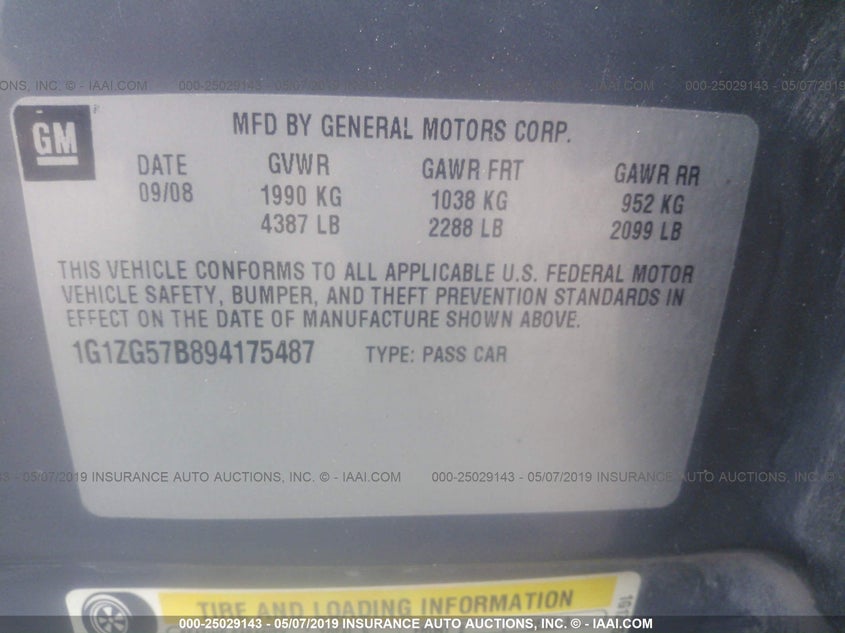 IONS, INC. © - IAAI.COM 000-25029143 - 05/07/2019 INSURANCE AUTO AUCTIONS, INC. © - IAAI.COM 000-25029143 - 05/
GM
MFD BY GENERAL MOTORS CORP.
DATE GVWR GAWR FRT GAWR RR
09/08 1990 KG 1038 KG 952 KG
4387 LB 2288 LB 2099 LB
THIS VEHICLE CONFORMS TO ALL APPLICABLE U.S. FEDERAL MOTOR
VEHICLE SAFETY, BUMPER, AND THEFT PREVENTION STANDARDS IN
EFFECT ON THE DATE OF MANUFACTURE SHOWN ABOVE.
1G1ZG57B894175487 TYPE: PASS CAR
29143 - 05/07/2019 INSURANCE AUTO AUCTIONS, INC. © - IAAI.COM 000-25029143 - 05/07/2019 INSURANCE AUTO AUCTIONS,
TIRE AND LOADING INFORMATION
000-25029143 - 05/07/2019 INSURANCE AUTO AUCTIONS, INC. © - IAAI.COM